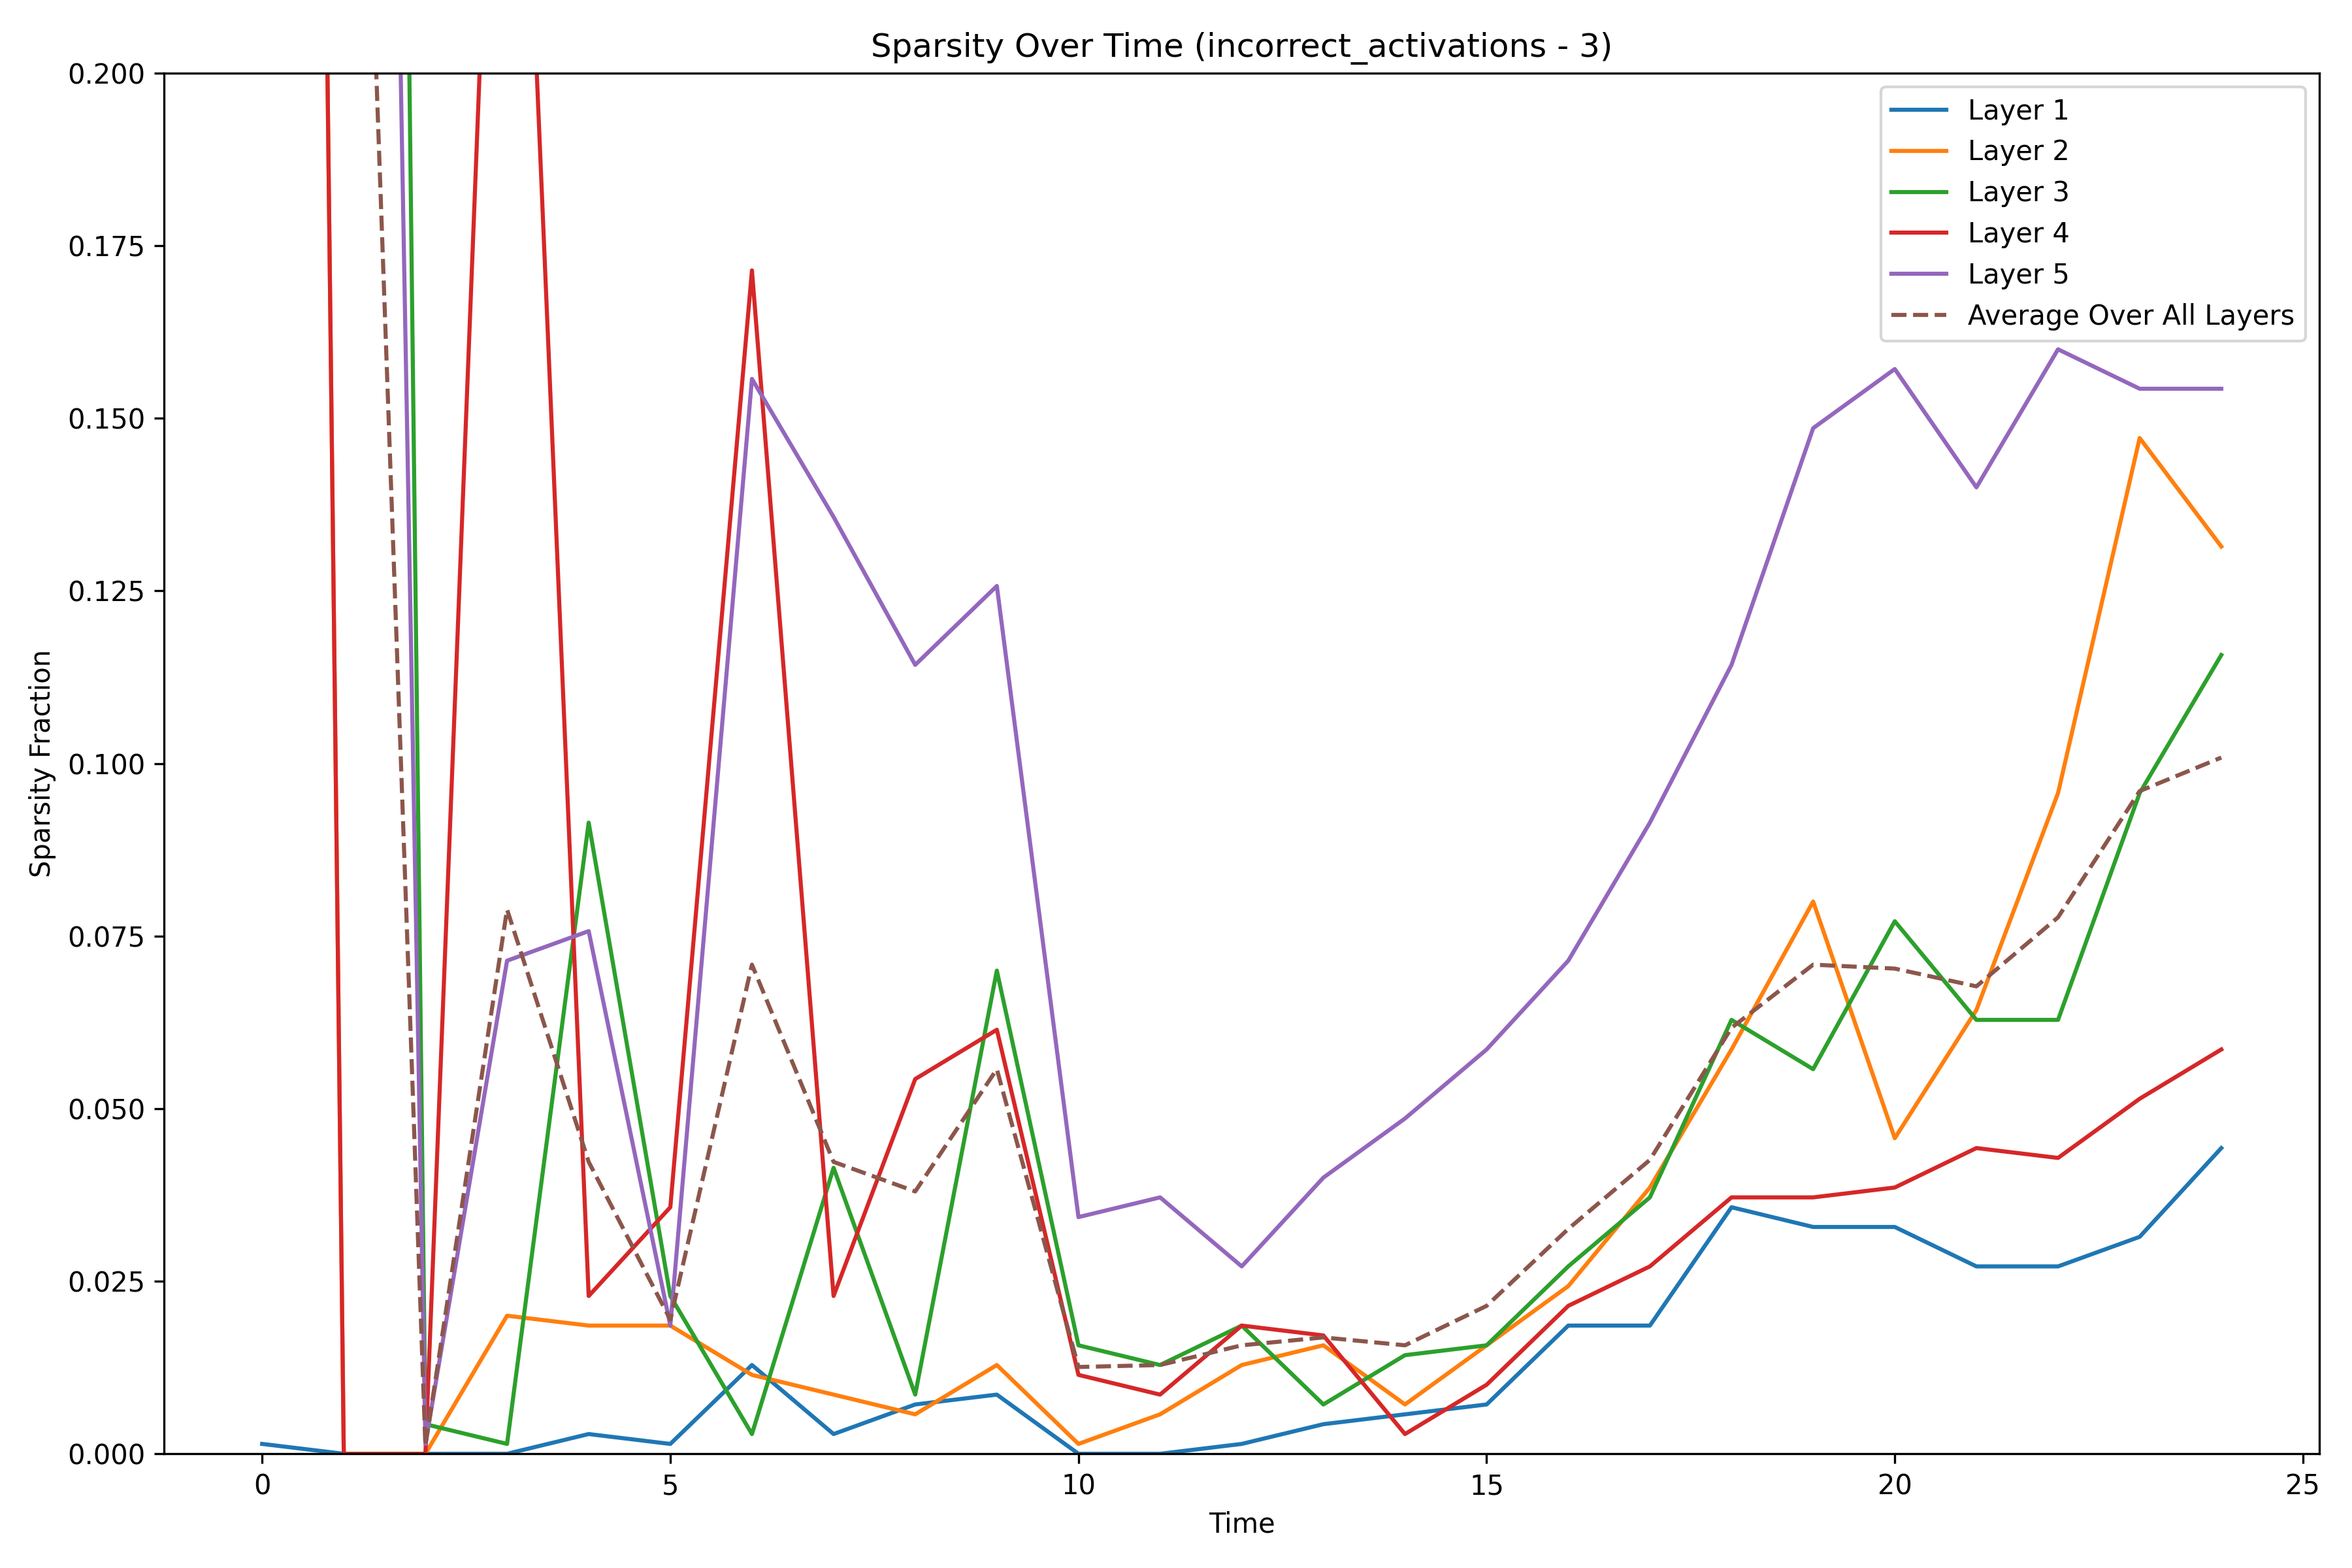 Sparsity Over Time (incorrect_activations - 3)
0.200
0.175
0.150
0.125
0.100
0.075
0.050
0.025
0.000
Sparsity Fraction
Layer 1
Layer 2
Layer 3
Layer 4
Layer 5
Average Over All Layers
0 5 10 15 20 25
Time